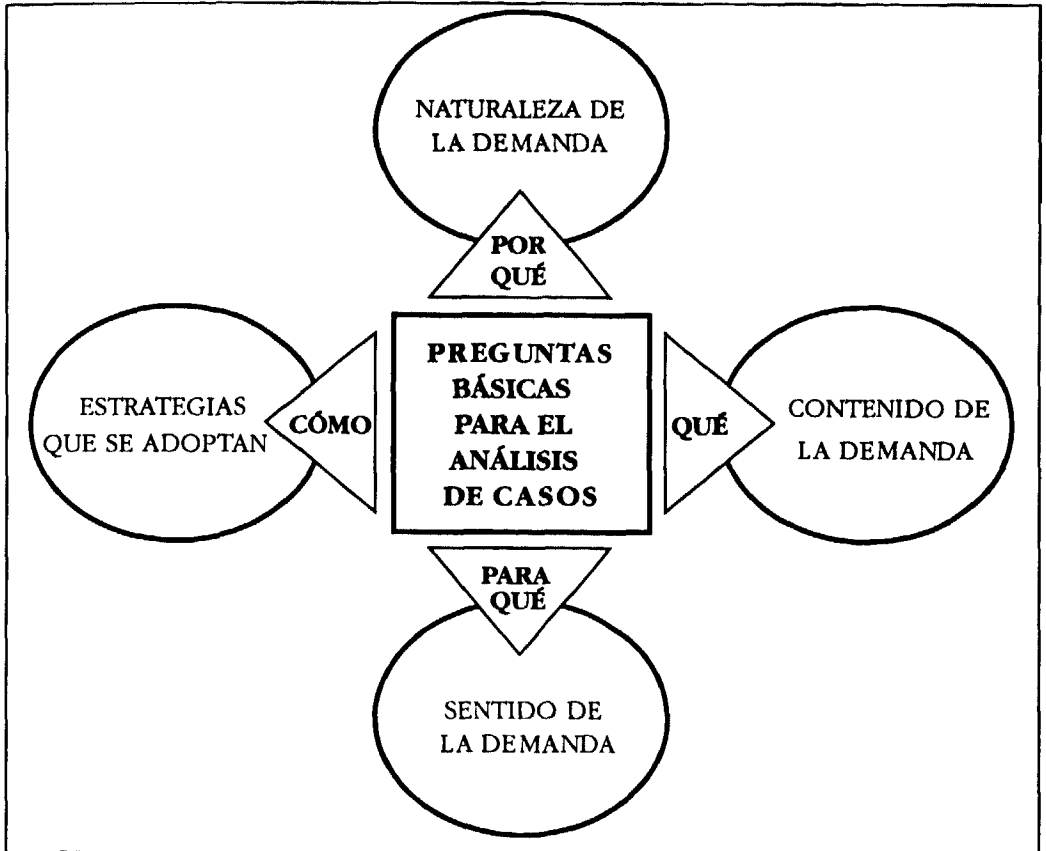 NATURALEZA DE
LA DEMANDA
POR
QUÉ
ESTRATEGIAS
QUE SE ADOPTAN
CÓMO
PREGUNTAS
BÁSICAS
PARA EL
ANÁLISIS
DE CASOS
QUÉ
CONTENIDO DE
LA DEMANDA
PARA
QUÉ
SENTIDO DE
LA DEMANDA